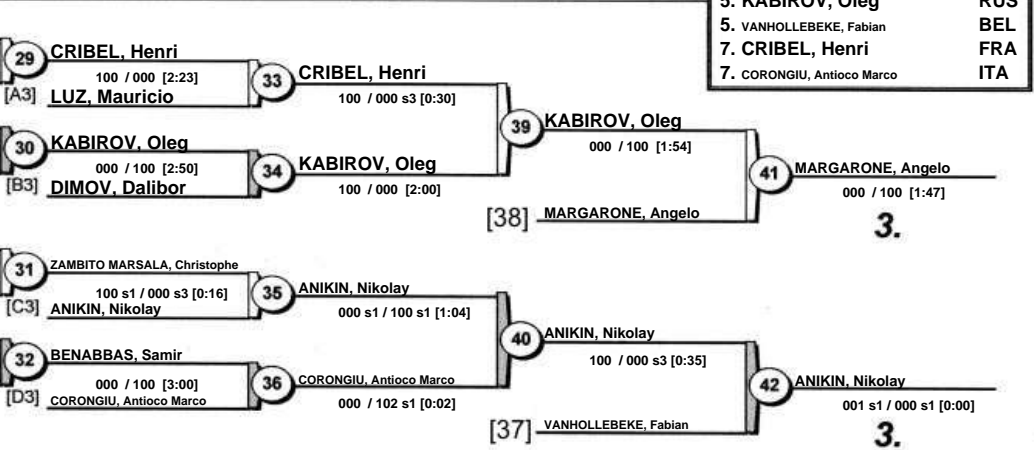 5. KABIROV, Oleg RUS
5. VANHOLLEBEKE, Fabian BEL
7. CRIBEL, Henri FRA
7. CORONGIU, Antioco Marco ITA
29 CRIBEL, Henri
100 / 000 [2:23]
[A3] LUZ, Mauricio
33 CRIBEL, Henri
100 / 000 s3 [0:30]
30 KABIROV, Oleg
000 / 100 [2:50]
[B3] DIMOV, Dalibor
34 KABIROV, Oleg
100 / 000 [2:00]
39 KABIROV, Oleg
000 / 100 [1:54]
[38] MARGARONE, Angelo
41 MARGARONE, Angelo
000 / 100 [1:47]
3.
31 ZAMBITO MARSALA, Christophe
100 s1 / 000 s3 [0:16]
[C3] ANIKIN, Nikolay
35 ANIKIN, Nikolay
000 s1 / 100 s1 [1:04]
32 BENABBAS, Samir
000 / 100 [3:00]
[D3] CORONGIU, Antioco Marco
36 CORONGIU, Antioco Marco
000 / 102 s1 [0:02]
40 ANIKIN, Nikolay
100 / 000 s3 [0:35]
[37] VANHOLLEBEKE, Fabian
42 ANIKIN, Nikolay
001 s1 / 000 s1 [0:00]
3.